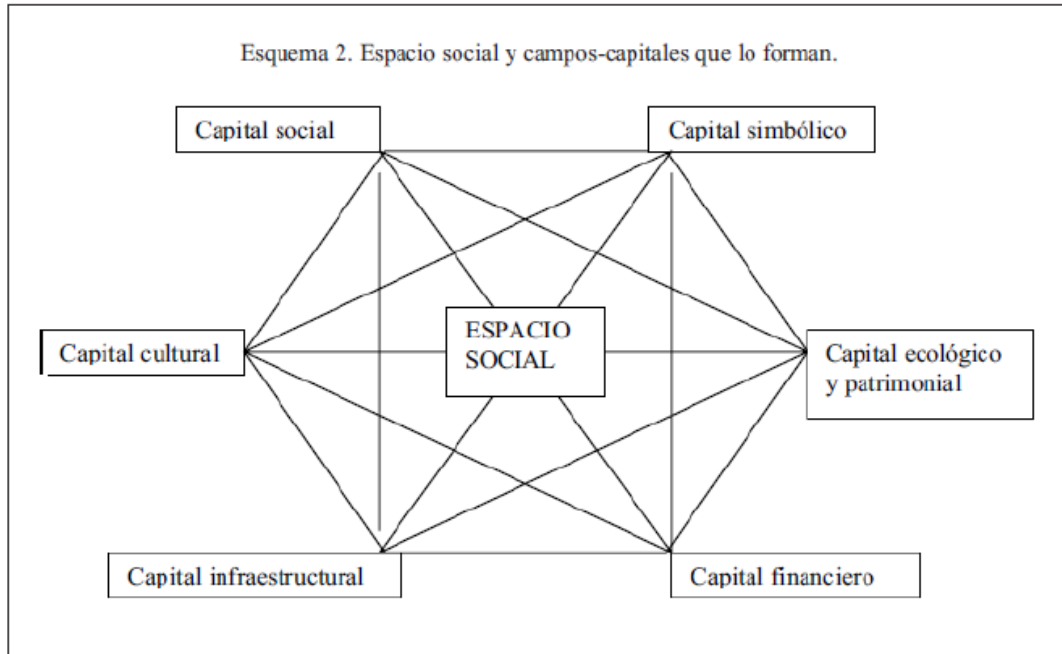 Esquema 2. Espacio social y campos-capitales que lo forman.
Capital social
Capital simbólico
ESPACIO
SOCIAL
Capital cultural
Capital ecológico
y patrimonial
Capital infraestructural
Capital financiero